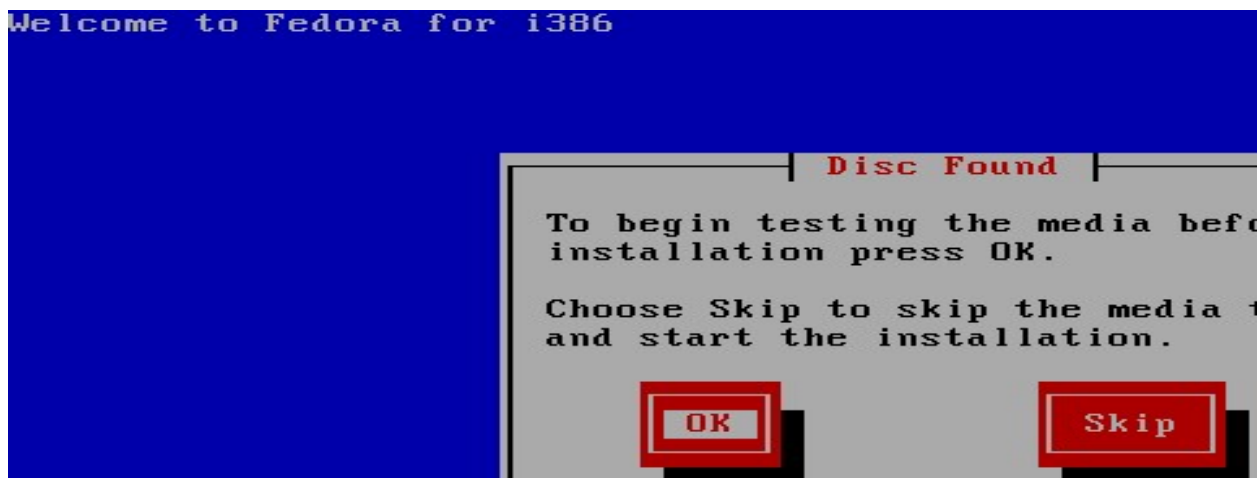 Welcome to Fedora for i386
Disc Found
To begin testing the media
installation press OK.
Choose Skip to skip the media
and start the installation.
OK Skip